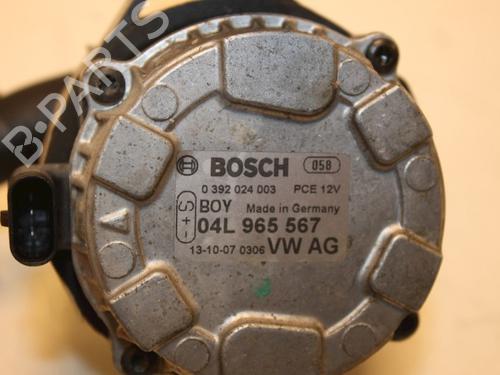 B-PARTS
BOSCH 058
0 392 024 003 PCE 12V
S+- BOY Made in Germany
04L 965 567
13-10-07 0306 VW AG